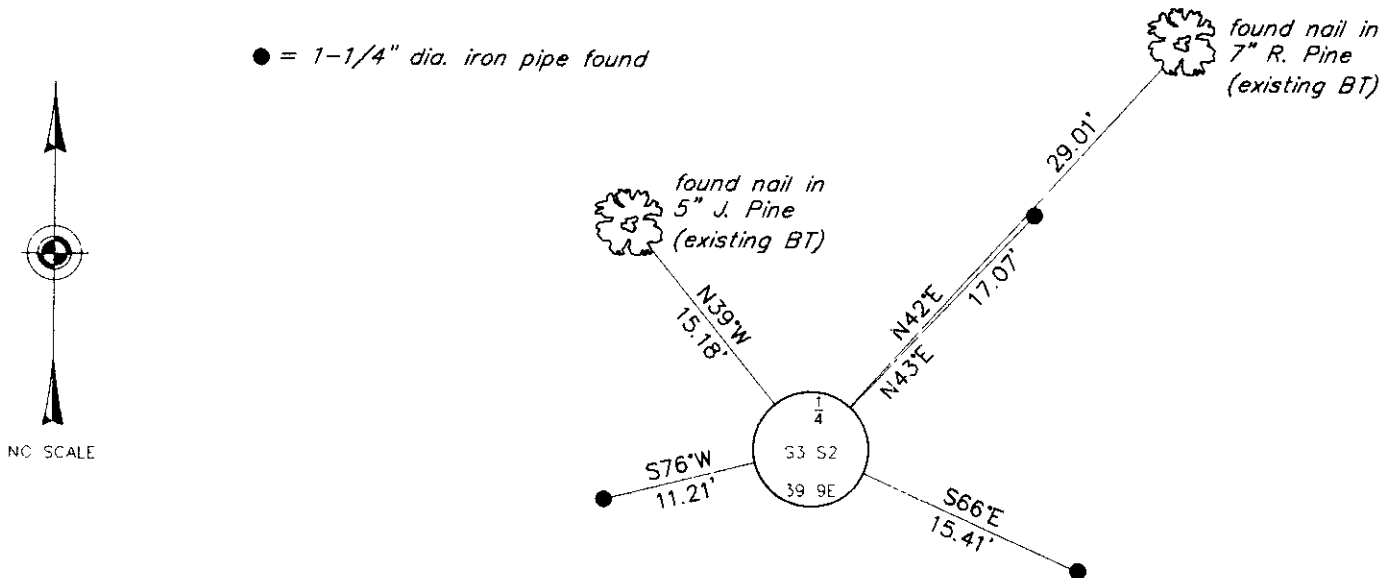 ● = 1-1/4" dia. iron pipe found
found nail in
7" R. Pine
(existing BT)
29.01'
found nail in
5" J. Pine
(existing BT)
N39°W
15.18'
N42°E
17.07'
N43°E
NO SCALE
1/4
S3 S2
39 9E
S76°W
11.21'
S66°E
15.41'